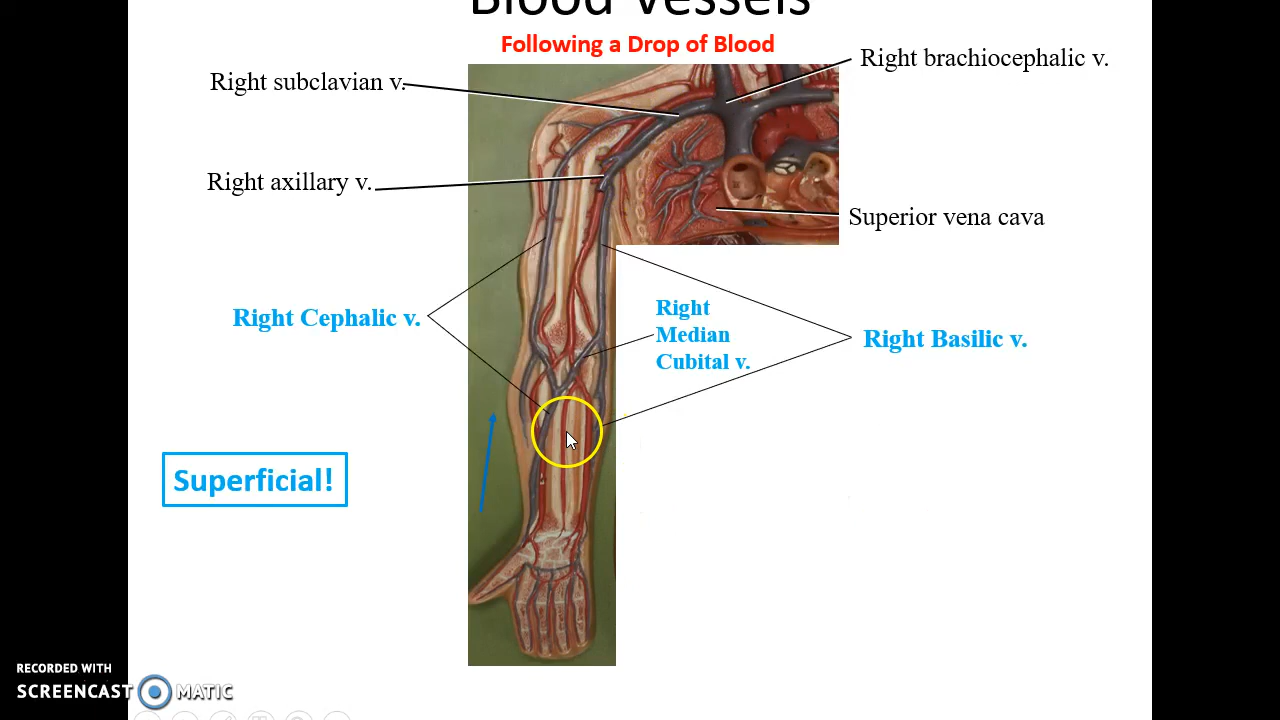 Blood Vessels
Following a Drop of Blood
Right subclavian v.
Right brachiocephalic v.
Right axillary v.
Superior vena cava
Right Cephalic v.
Right
Median
Cubital v.
Right Basilic v.
Superficial!
RECORDED WITH
SCREENCAST MATIC